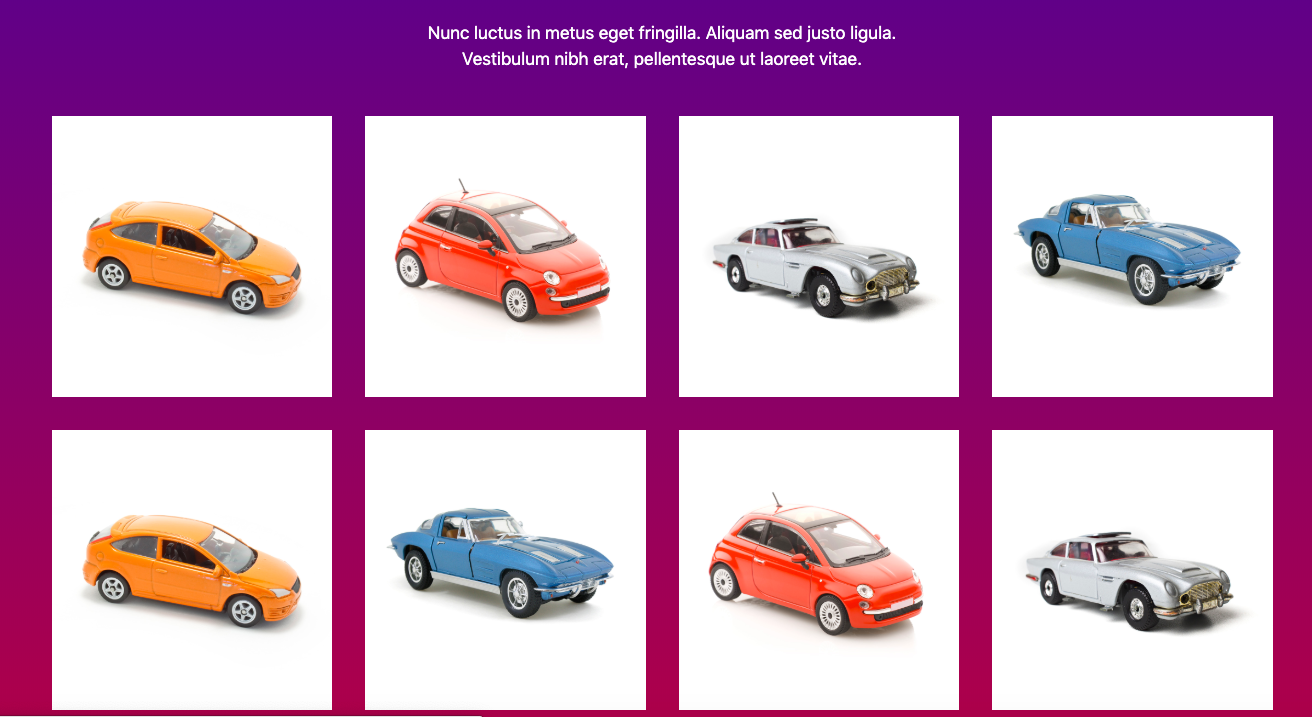 Nunc luctus in metus eget fringilla. Aliquam sed justo ligula.
Vestibulum nibh erat, pellentesque ut laoreet vitae.